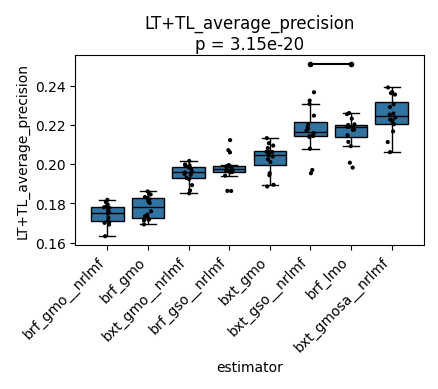 LT+TL_average_precision
p = 3.15e-20
LT+TL_average_precision
0.24
0.22
0.20
0.18
0.16
brf_gmo__nrlmf
brf_gmo
bxt_gmo__nrlmf
brf_gso__nrlmf
bxt_gmo
bxt_gso__nrlmf
brf_lmo
bxt_gmosa__nrlmf
estimator